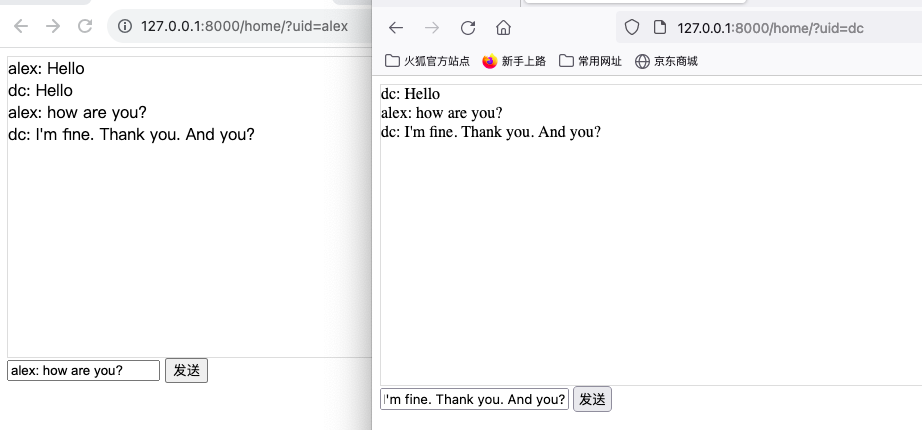 127.0.0.1:8000/home/?uid=alex
alex: Hello
dc: Hello
alex: how are you?
dc: I'm fine. Thank you. And you?
alex: how are you?
发送
127.0.0.1:8000/home/?uid=dc
火狐官方站点 新手上路 常用网址 京东商城
dc: Hello
alex: how are you?
dc: I'm fine. Thank you. And you?
I'm fine. Thank you. And you?
发送